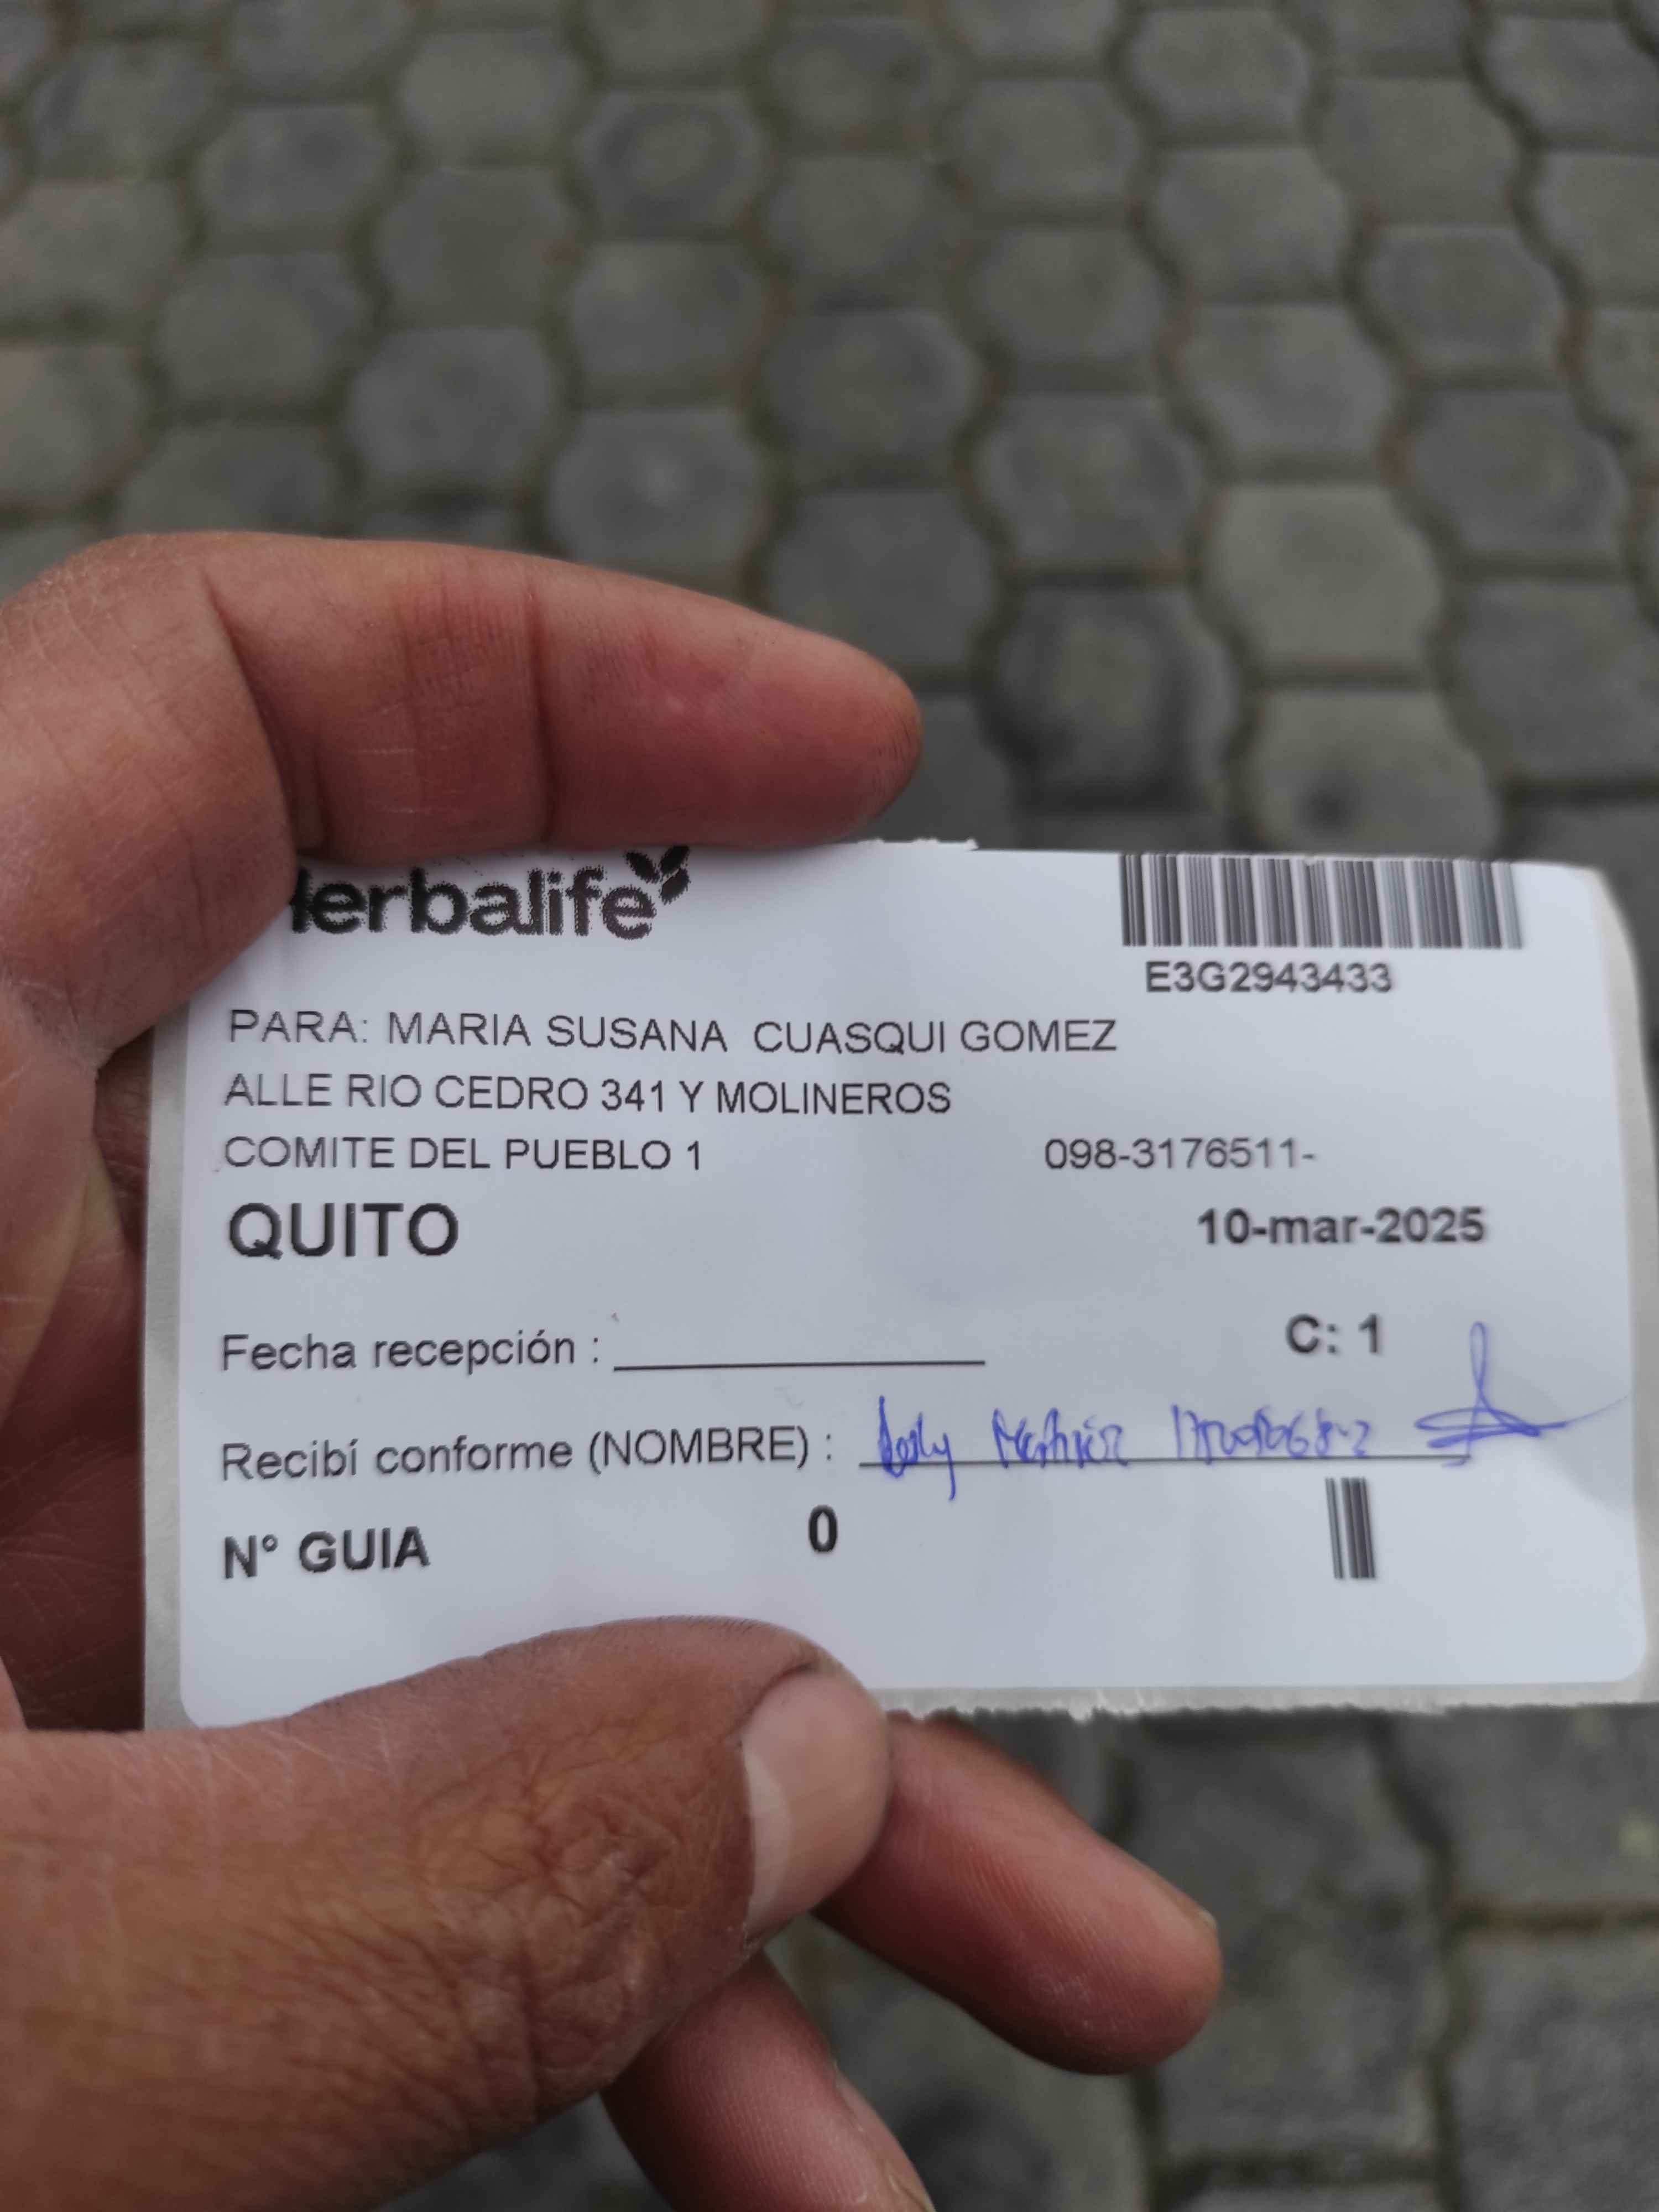 Herbalife
E3G2943433
PARA: MARIA SUSANA CUASQUI GOMEZ
ALLE RIO CEDRO 341 Y MOLINEROS
COMITE DEL PUEBLO 1 098-3176511-
QUITO 10-mar-2025
Fecha recepción : C: 1
Recibí conforme (NOMBRE) :
N° GUIA 0